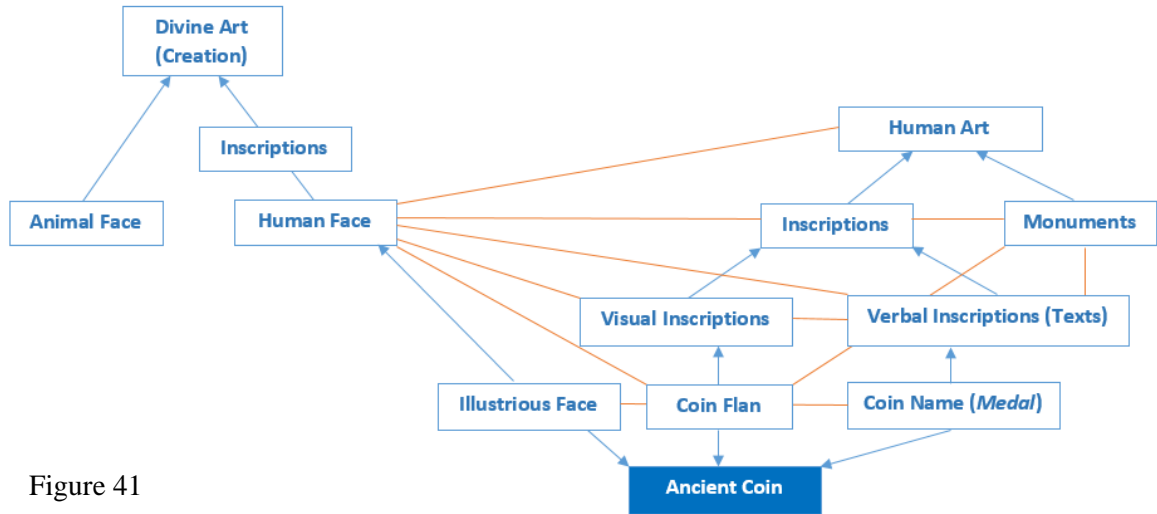 Divine Art
(Creation)
Human Art
Inscriptions
Animal Face
Human Face
Inscriptions
Monuments
Visual Inscriptions
Verbal Inscriptions (Texts)
Illustrious Face
Coin Flan
Coin Name (Medal)
Ancient Coin
Figure 41